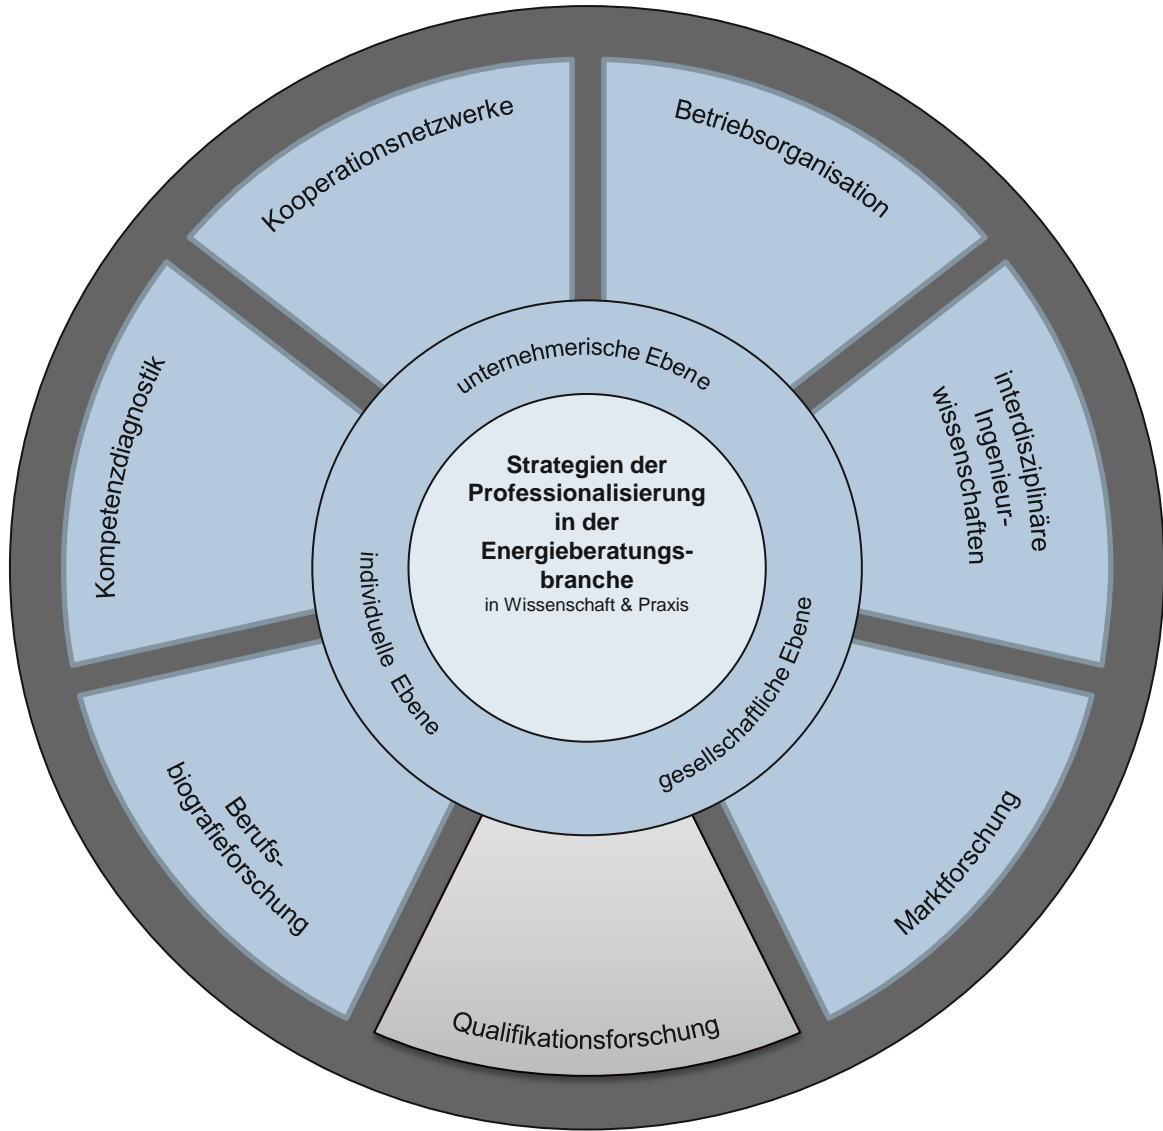 Kooperationsnetzwerke
Betriebsorganisation
interdisziplinäre
Ingenieur-
wissenschaften
Marktforschung
Qualifikationsforschung
Berufs-
biografieforschung
Kompetenzdiagnostik
unternehmerische Ebene
gesellschaftliche Ebene
individuelle Ebene
Strategien der
Professionalisierung
in der
Energieberatungs-
branche
in Wissenschaft & Praxis